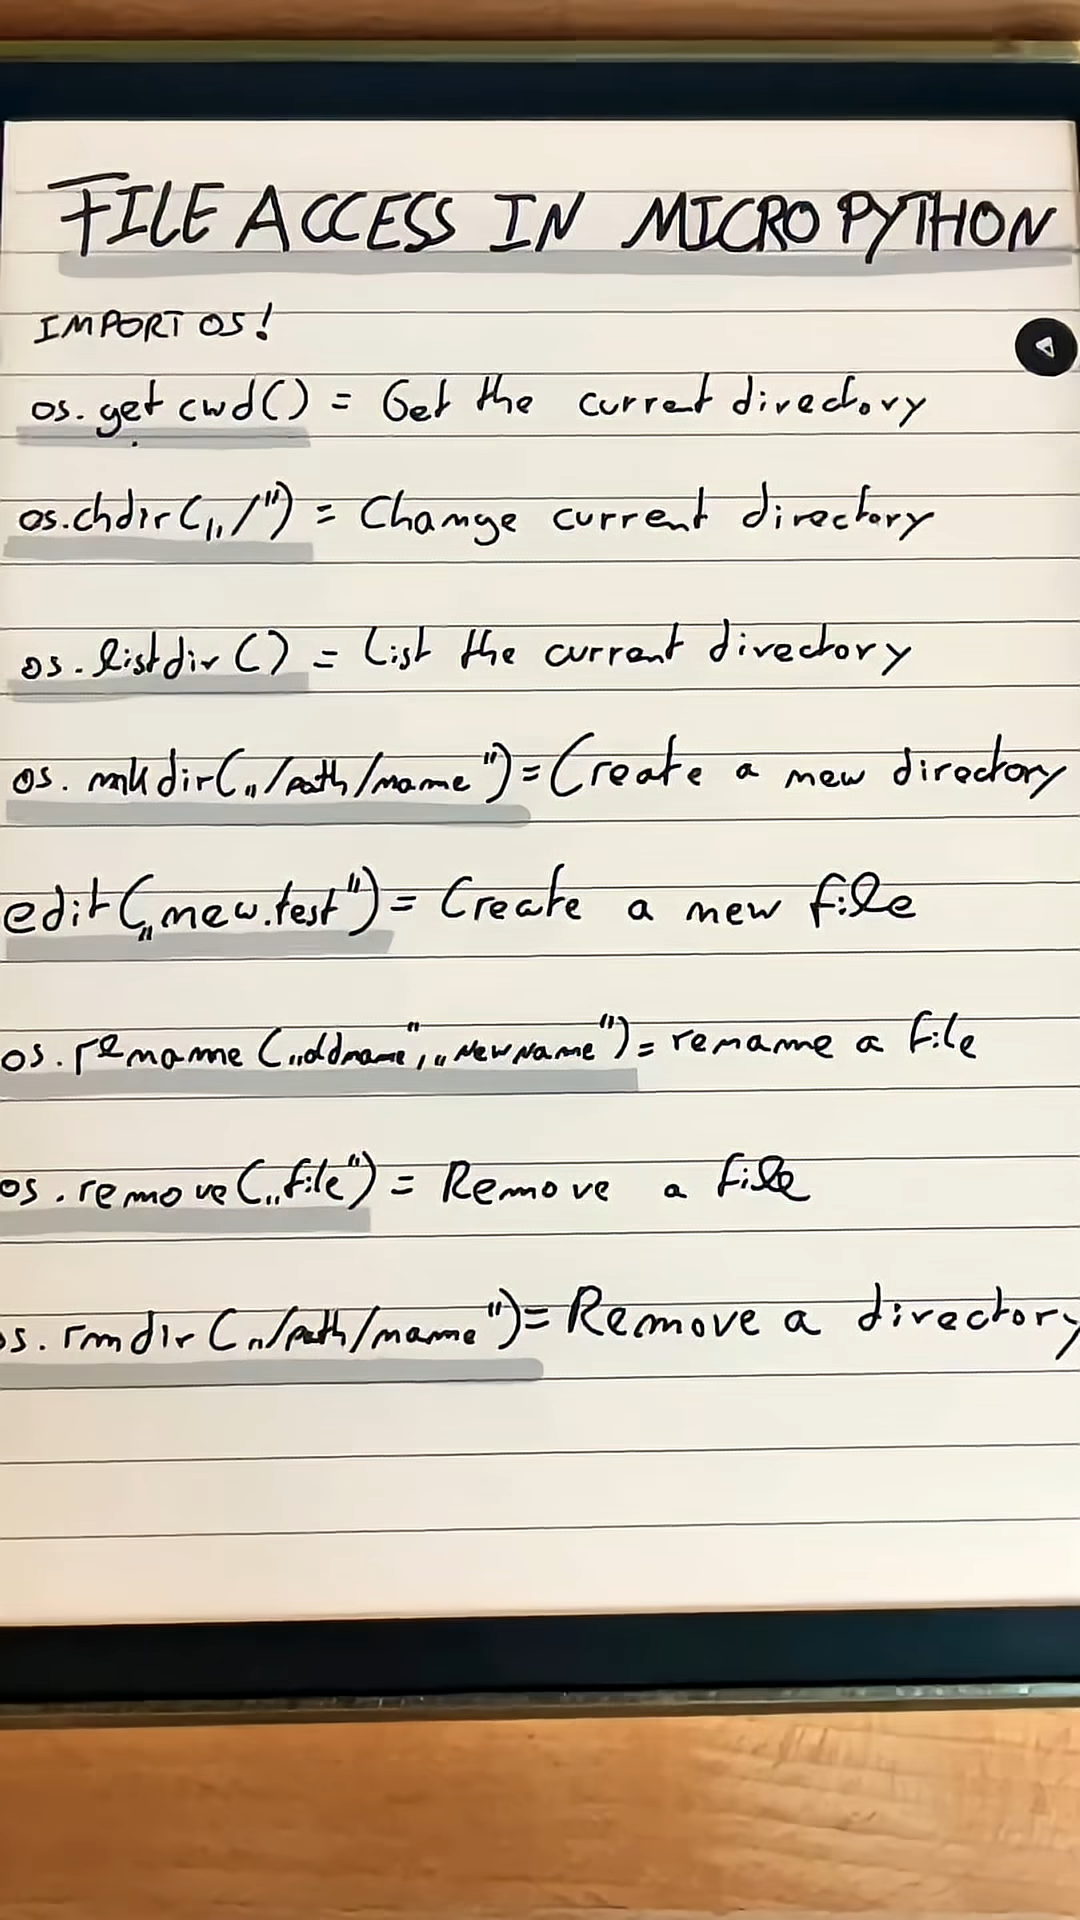 FILE ACCESS IN MICROPYTHON
IMPORT OS!
os.getcwd() = Get the current directory
os.chdir(„/") = Change current directory
os.listdir() = List the current directory
os.mkdir(„/path/name") = Create a new directory
edit(„new.test") = Create a new file
os.rename(„oldname", „NewName") = rename a file
os.remove(„file") = Remove a file
os.rmdir(„/path/name") = Remove a directory